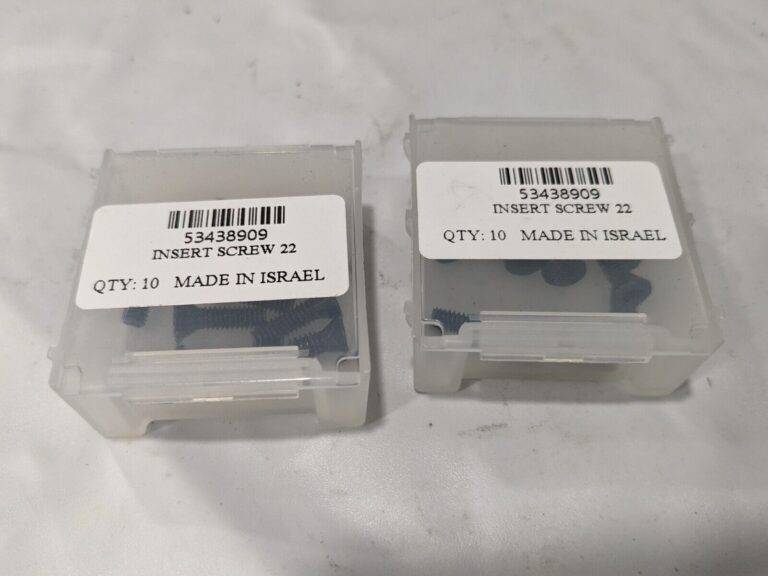 53438909
INSERT SCREW 22
QTY: 10 MADE IN ISRAEL
53438909
INSERT SCREW 22
QTY: 10 MADE IN ISRAEL